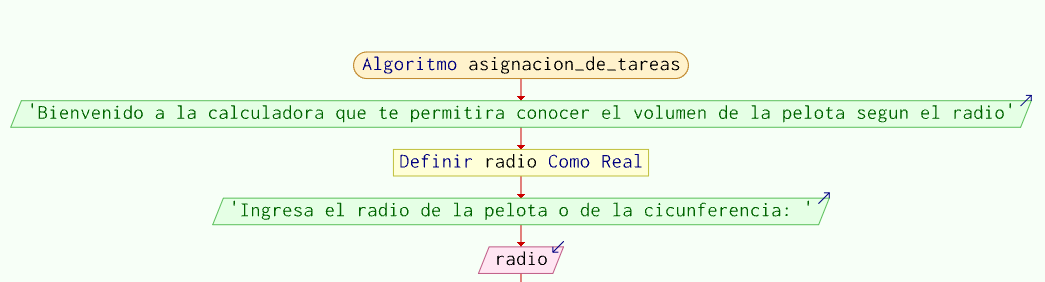 Algoritmo asignacion_de_tareas
'Bienvenido a la calculadora que te permitira conocer el volumen de la pelota segun el radio'
Definir radio Como Real
'Ingresa el radio de la pelota o de la cicunferencia: '
radio